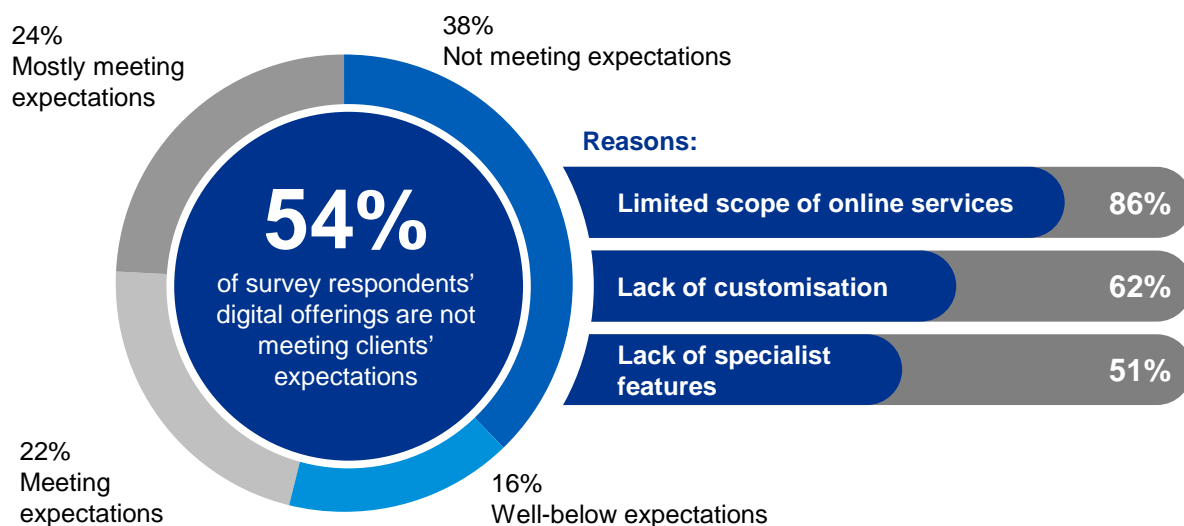 24%
Mostly meeting
expectations
38%
Not meeting expectations
54%
of survey respondents’
digital offerings are not
meeting clients’
expectations
Reasons:
Limited scope of online services
86%
Lack of customisation
62%
Lack of specialist
features
51%
22%
Meeting
expectations
16%
Well-below expectations